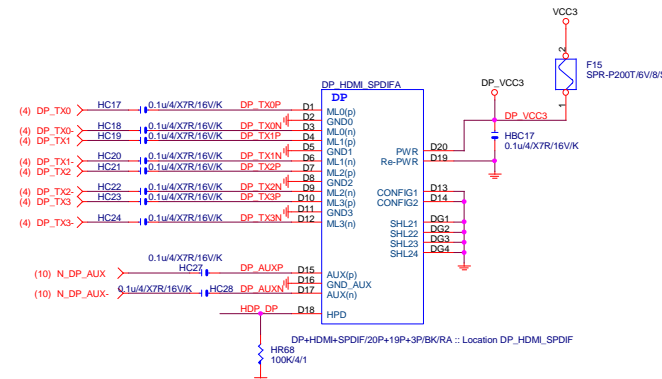 VCC3
2
F15
SPR-P200T/6V/8/S
1
DP_HDMI_SPDIFA
DP
DP_VCC3
DP_VCC3
HBC17
0.1u/4/X7R/16V/K
(4) DP_TX0 HC17 0.1u/4/X7R/16V/K DP_TX0P D1 ML0(p)
D2 GND0
(4) DP_TX0- HC18 0.1u/4/X7R/16V/K DP_TX0N D3 ML0(n)
(4) DP_TX1 HC19 0.1u/4/X7R/16V/K DP_TX1P D4 ML1(p)
D5 GND1
(4) DP_TX1- HC20 0.1u/4/X7R/16V/K DP_TX1N D6 ML1(n)
(4) DP_TX2 HC21 0.1u/4/X7R/16V/K DP_TX2P D7 ML2(p)
D8 GND2
(4) DP_TX2- HC22 0.1u/4/X7R/16V/K DP_TX2N D9 ML2(n)
(4) DP_TX3 HC23 0.1u/4/X7R/16V/K DP_TX3P D10 ML3(p)
D11 GND3
(4) DP_TX3- HC24 0.1u/4/X7R/16V/K DP_TX3N D12 ML3(n)
PWR D20
Re-PWR D19
CONFIG1 D13
CONFIG2 D14
SHL21 DG1
SHL22 DG2
SHL23 DG3
SHL24 DG4
0.1u/4/X7R/16V/K
(10) N_DP_AUX HC27 DP_AUXP D15 AUX(p)
D16 GND_AUX
(10) N_DP_AUX- 0.1u/4/X7R/16V/K HC28 DP_AUXN D17 AUX(n)
HDP_DP D18 HPD
HR68
100K/4/1
DP+HDMI+SPDIF/20P+19P+3P/BK/RA :: Location DP_HDMI_SPDIF